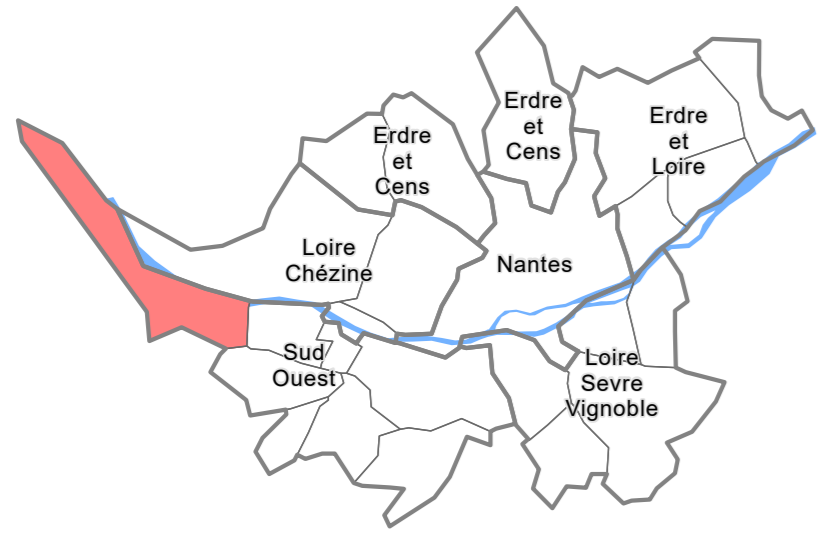 Erdre
et
Cens
Erdre
et
Loire
Erdre
et
Cens
Loire
Chézine
Nantes
Sud
Ouest
Loire
Sevre
Vignoble